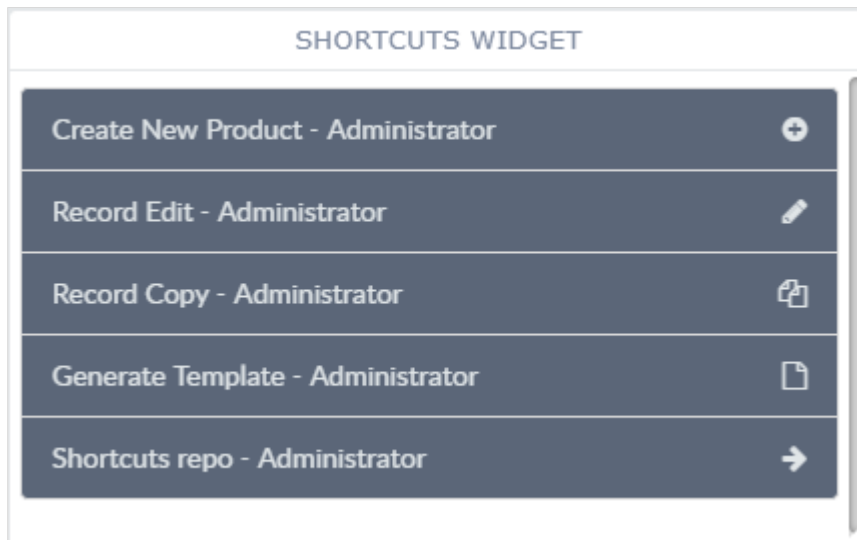 SHORTCUTS WIDGET
Create New Product - Administrator
Record Edit - Administrator
Record Copy - Administrator
Generate Template - Administrator
Shortcuts repo - Administrator